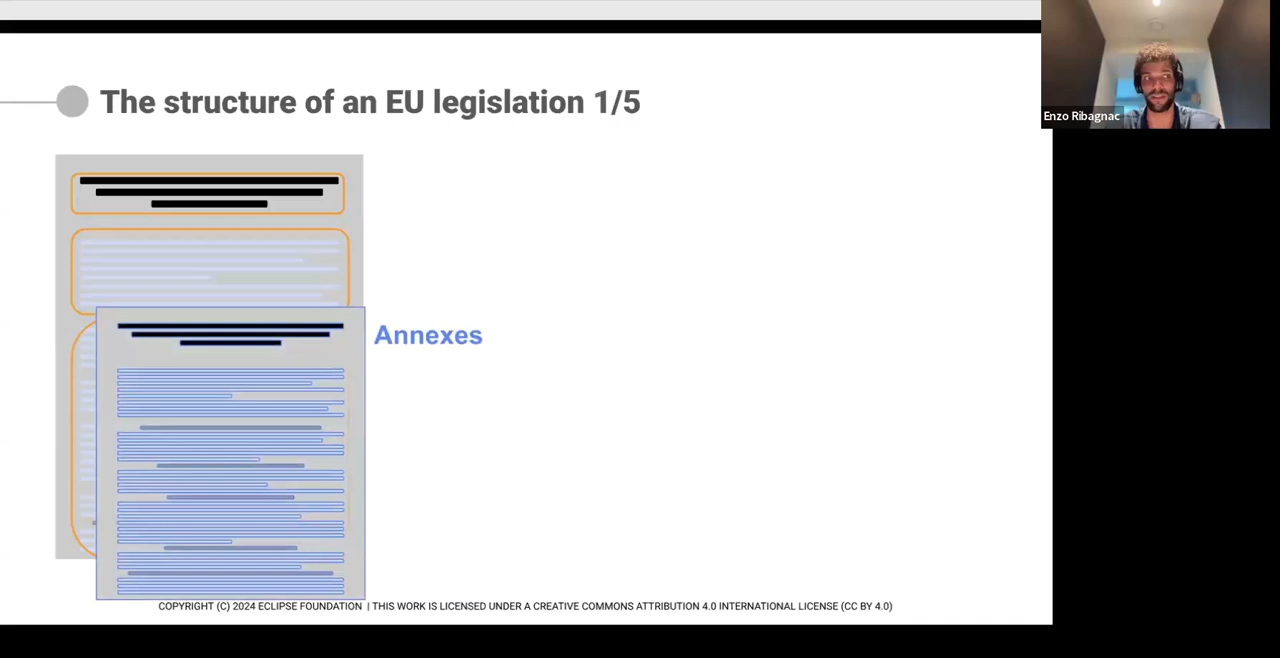 The structure of an EU legislation 1/5
Enzo Ribagnac
Annexes
COPYRIGHT (C) 2024 ECLIPSE FOUNDATION | THIS WORK IS LICENSED UNDER A CREATIVE COMMONS ATTRIBUTION 4.0 INTERNATIONAL LICENSE (CC BY 4.0)